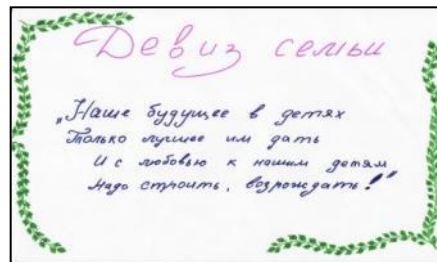 Девиз семьи
„Наше будущее в детях
Только лучшее им дать
И с любовью к нашим детям
Надо строить, возрождать!"